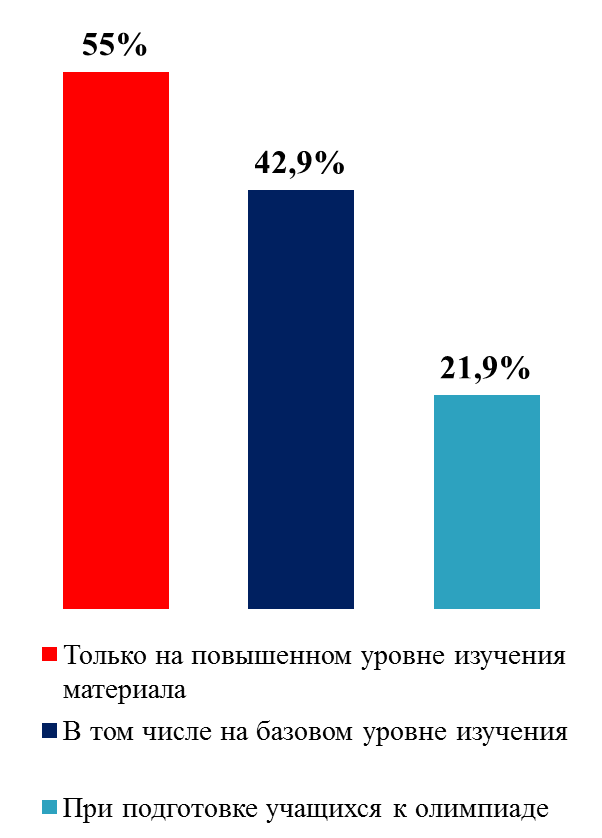 55%
42,9%
21,9%
Только на повышенном уровне изучения
материала
В том числе на базовом уровне изучения
При подготовке учащихся к олимпиаде